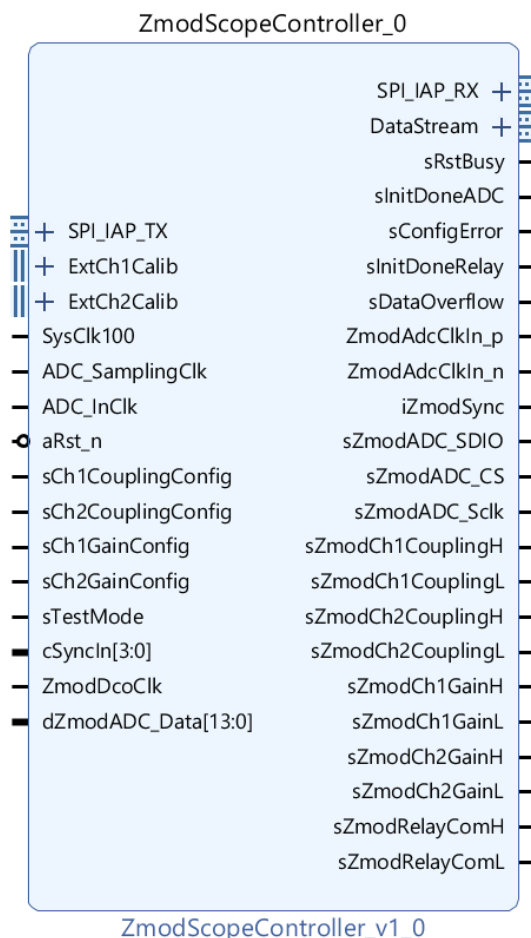 ZmodScopeController_0
SPI_IAP_RX
DataStream
sRstBusy
sInitDoneADC
SPI_IAP_TX
sConfigError
ExtCh1Calib
sInitDoneRelay
ExtCh2Calib
sDataOverflow
SysClk100
ZmodAdcClkIn_p
ADC_SamplingClk
ZmodAdcClkIn_n
ADC_InClk
iZmodSync
aRst_n
sZmodADC_SDIO
sCh1CouplingConfig
sZmodADC_CS
sCh2CouplingConfig
sZmodADC_Sclk
sCh1GainConfig
sZmodCh1CouplingH
sCh2GainConfig
sZmodCh1CouplingL
sTestMode
sZmodCh2CouplingH
cSyncIn[3:0]
sZmodCh2CouplingL
ZmodDcoClk
sZmodCh1GainH
dZmodADC_Data[13:0]
sZmodCh1GainL
sZmodCh2GainH
sZmodCh2GainL
sZmodRelayComH
sZmodRelayComL
ZmodScopeController_v1_0